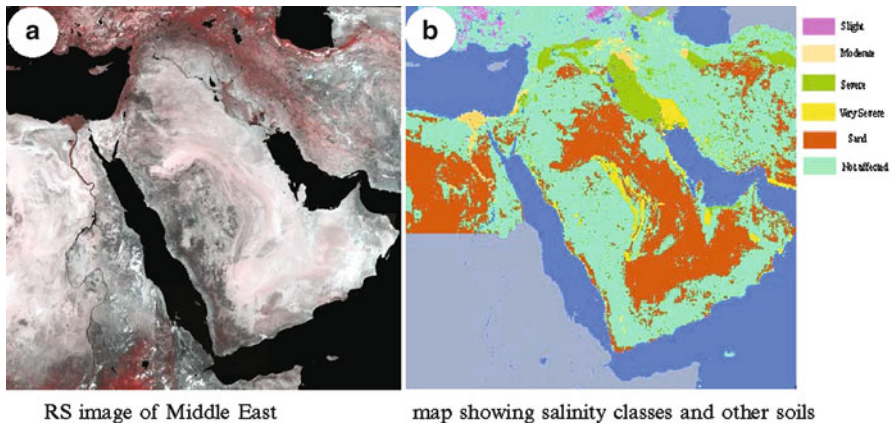 a
b
Slight
Moderate
Severe
Very Severe
Sand
Not affected
RS image of Middle East
map showing salinity classes and other soils